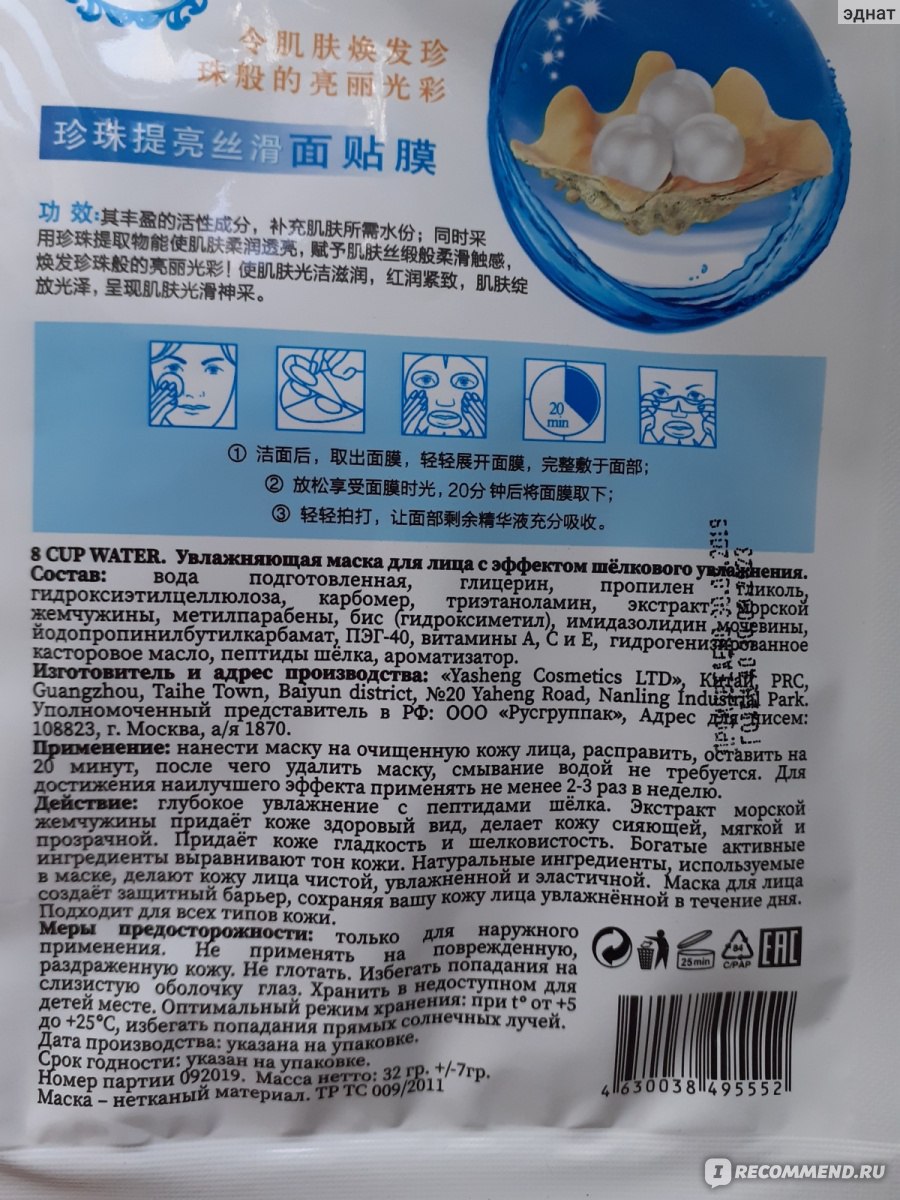 эднат
令肌肤焕发珍
珠般的亮丽光彩
珍珠提亮丝滑面贴膜
功 效:其丰盈的活性成分，补充肌肤所需水份；同时采
用珍珠提取物能使肌肤柔润透亮，赋予肌肤丝缎般柔滑触感，
焕发珍珠般的亮丽光彩！使肌肤光洁滋润，红润紧致，肌肤绽
放光泽，呈现肌肤光滑神采。
20
min
① 洁面后，取出面膜，轻轻展开面膜，完整敷于面部；
② 放松享受面膜时光，20分钟后将面膜取下；
③ 轻轻拍打，让面部剩余精华液充分吸收。
8 CUP WATER. Увлажняющая маска для лица с эффектом шёлкового увлажнения.
Состав: вода подготовленная, глицерин, пропилен гликоль,
гидроксиэтилцеллюлоза, карбомер, триэтаноламин, экстракт морской
жемчужины, метилпарабены, бис (гидроксиметил), имидазолидин мочевины,
йодопропинилбутилкарбамат, ПЭГ-40, витамины А, С и Е, гидрогенизированное
касторовое масло, пептиды шёлка, ароматизатор.
Изготовитель и адрес производства: «Yasheng Cosmetics LTD», Китай, PRC,
Guangzhou, Taihe Town, Baiyun district, №20 Yaheng Road, Nanling Industrial Park.
Уполномоченный представитель в РФ: ООО «Русгруппак», Адрес для писем:
108823, г. Москва, а/я 1870.
Применение: нанести маску на очищенную кожу лица, расправить, оставить на
20 минут, после чего удалить маску, смывание водой не требуется. Для
достижения наилучшего эффекта применять не менее 2-3 раз в неделю.
Действие: глубокое увлажнение с пептидами шёлка. Экстракт морской
жемчужины придаёт коже здоровый вид, делает кожу сияющей, мягкой и
прозрачной. Придаёт коже гладкость и шелковистость. Богатые активные
ингредиенты выравнивают тон кожи. Натуральные ингредиенты, используемые
в маске, делают кожу лица чистой, увлажненной и эластичной. Маска для лица
создаёт защитный барьер, сохраняя вашу кожу лица увлажнённой в течение дня.
Подходит для всех типов кожи.
Меры предосторожности: только для наружного
применения. Не применять на поврежденную,
раздраженную кожу. Не глотать. Избегать попадания на
слизистую оболочку глаз. Хранить в недоступном для
детей месте. Оптимальный режим хранения: при t° от +5
до +25°С, избегать попадания прямых солнечных лучей.
Дата производства: указана на упаковке.
Срок годности: указан на упаковке.
Номер партии 092019. Масса нетто: 32 гр. +/-7гр.
Маска – нетканый материал. ТР ТС 009/2011
25min
84
C/PAP
EAC
4 630038 495552
IRECOMMEND.RU